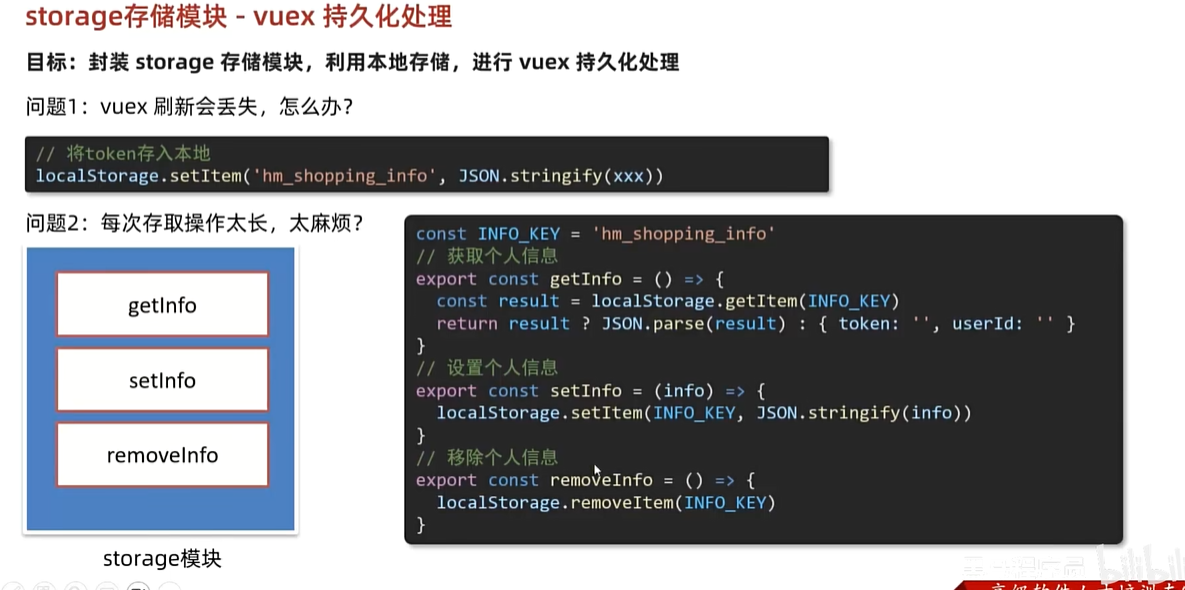 storage存储模块 - vuex 持久化处理
目标：封装 storage 存储模块，利用本地存储，进行 vuex 持久化处理
问题1：vuex 刷新会丢失，怎么办？
// 将token存入本地
localStorage.setItem('hm_shopping_info', JSON.stringify(xxx))
问题2：每次存取操作太长，太麻烦？
getInfo
setInfo
removeInfo
storage模块
const INFO_KEY = 'hm_shopping_info'
// 获取个人信息
export const getInfo = () => {
  const result = localStorage.getItem(INFO_KEY)
  return result ? JSON.parse(result) : { token: '', userId: '' }
}
// 设置个人信息
export const setInfo = (info) => {
  localStorage.setItem(INFO_KEY, JSON.stringify(info))
}
// 移除个人信息
export const removeInfo = () => {
  localStorage.removeItem(INFO_KEY)
}
bilibili